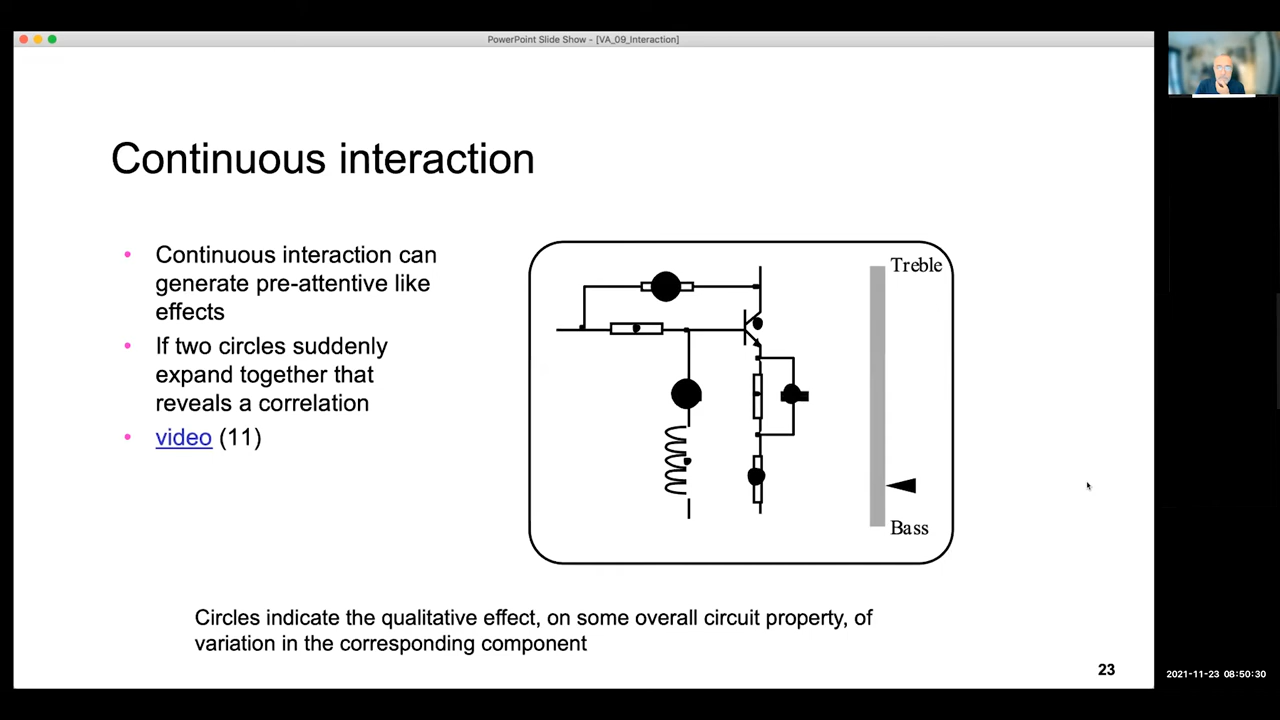 PowerPoint Slide Show - [VA_09_Interaction]
Continuous interaction
• Continuous interaction can
generate pre-attentive like
effects
• If two circles suddenly
expand together that
reveals a correlation
• video (11)
Treble
Bass
Circles indicate the qualitative effect, on some overall circuit property, of
variation in the corresponding component
23
2021-11-23 08:50:30